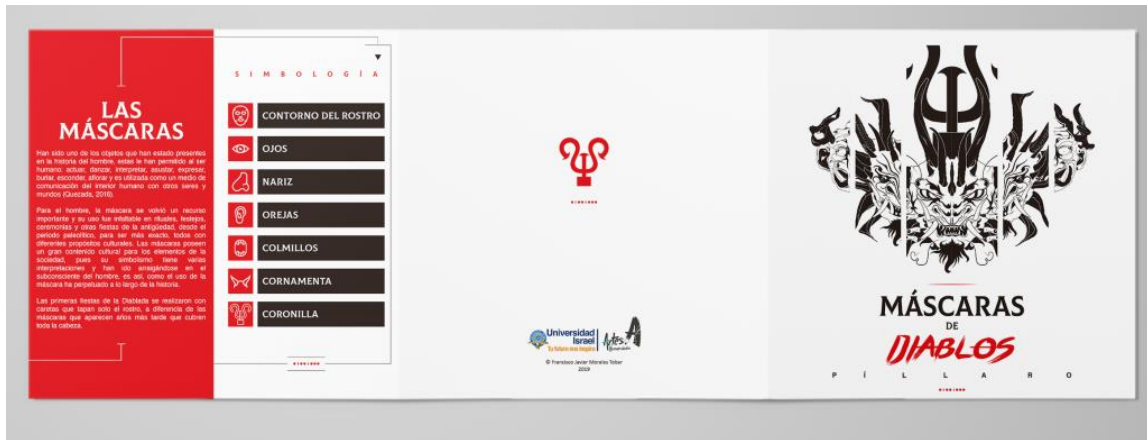 LAS
MÁSCARAS
Han sido uno de los objetos que han estado presentes
en la historia del hombre, estas le han permitido al ser
humano: actuar, danzar, interpretar, asustar, expresar,
burlar, esconder, aflorar y es utilizada como un medio de
comunicación del interior humano con otros seres y
mundos (Quezada, 2016).
Para el hombre, la máscara se volvió un recurso
importante y su uso fue infaltable en rituales, festejos,
ceremonias y otras fiestas de la antigüedad, desde el
periodo paleolítico, para ser más exacto, todos con
diferentes propósitos culturales. Las máscaras poseen
un gran contenido cultural para los elementos de la
sociedad, pues su simbolismo tiene varias
interpretaciones y han ido arraigándose en el
subconsciente del hombre, es así, como el uso de la
máscara ha perpetuado a lo largo de la historia.
Las primeras fiestas de la Diablada se realizaron con
caretas que tapan solo el rostro, a diferencia de las
máscaras que aparecen años más tarde que cubren
toda la cabeza.
SIMBOLOGÍA
CONTORNO DEL ROSTRO
OJOS
NARIZ
OREJAS
COLMILLOS
CORNAMENTA
CORONILLA
Universidad
Israel
Artes.A
© Francisco Javier Morales Tobar
2019
MÁSCARAS
DE
DIABLOS
PÍLLARO